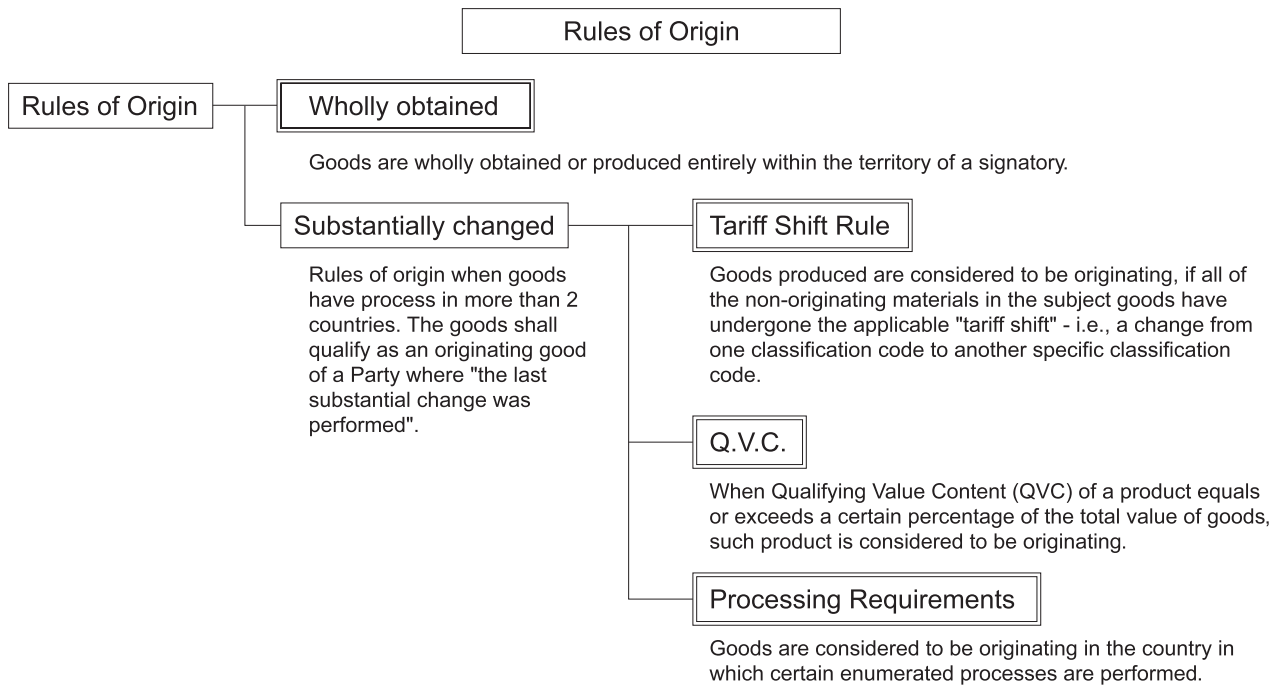 Rules of Origin
Rules of Origin
Wholly obtained
Goods are wholly obtained or produced entirely within the territory of a signatory.
Substantially changed
Rules of origin when goods
have process in more than 2
countries. The goods shall
qualify as an originating good
of a Party where "the last
substantial change was
performed".
Tariff Shift Rule
Goods produced are considered to be originating, if all of
the non-originating materials in the subject goods have
undergone the applicable "tariff shift" - i.e., a change from
one classification code to another specific classification
code.
Q.V.C.
When Qualifying Value Content (QVC) of a product equals
or exceeds a certain percentage of the total value of goods,
such product is considered to be originating.
Processing Requirements
Goods are considered to be originating in the country in
which certain enumerated processes are performed.